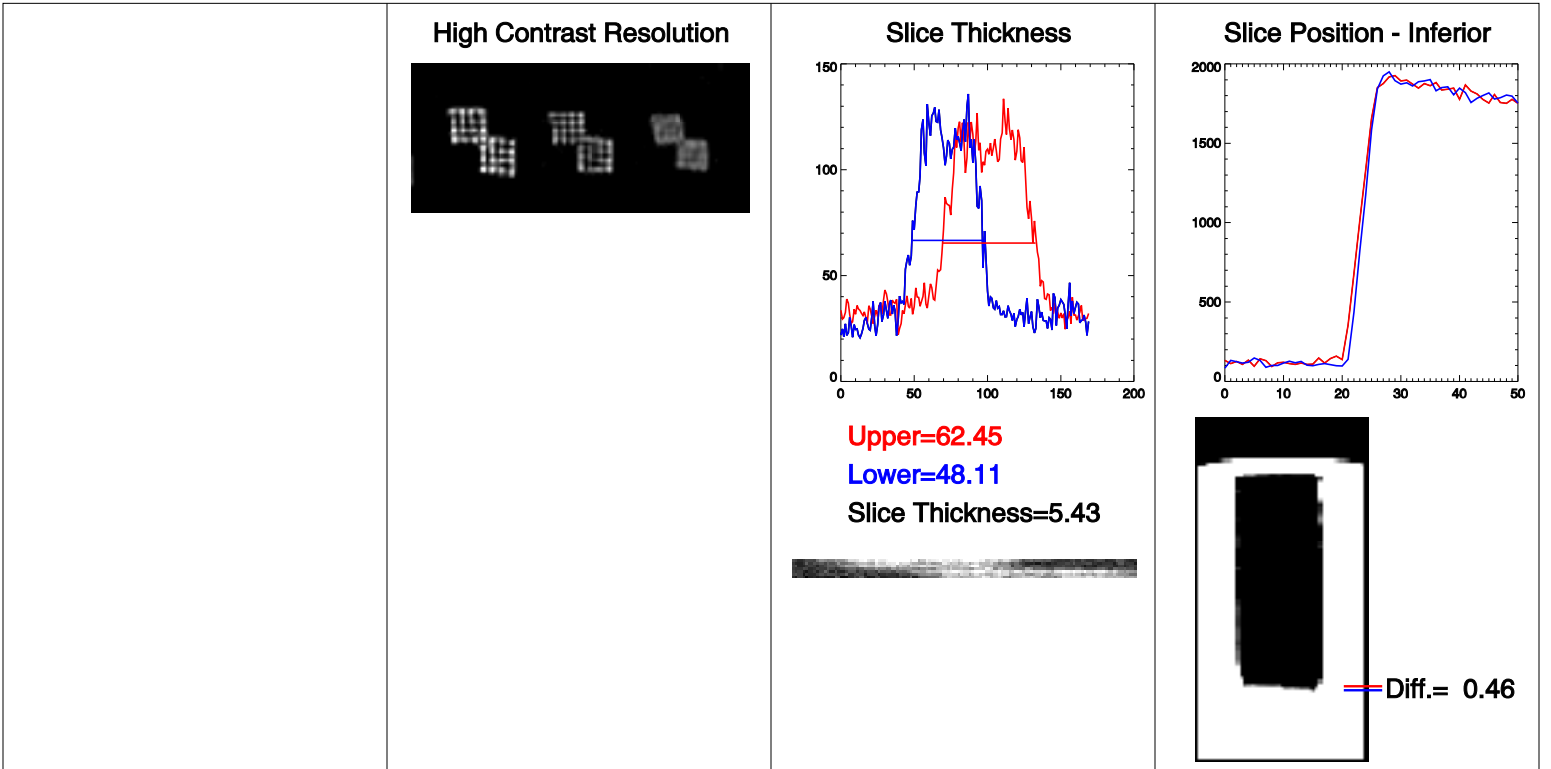 High Contrast Resolution
Slice Thickness
150
100
50
0
0 50 100 150 200
Upper=62.45
Lower=48.11
Slice Thickness=5.43
Slice Position - Inferior
2000
1500
1000
500
0
0 10 20 30 40 50
Diff.= 0.46